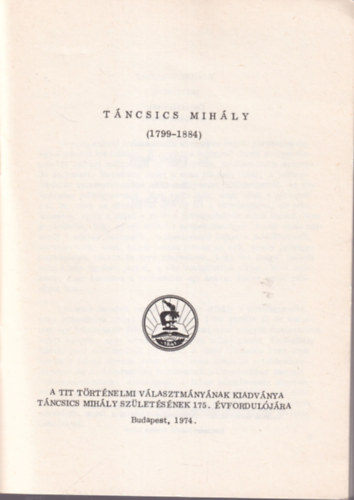 TÁNCSICS MIHÁLY
(1799-1884)
A TIT TÖRTÉNELMI VÁLASZTMÁNYÁNAK KIADVÁNYA
TÁNCSICS MIHÁLY SZÜLETÉSÉNEK 175. ÉVFORDULÓJÁRA
Budapest, 1974.